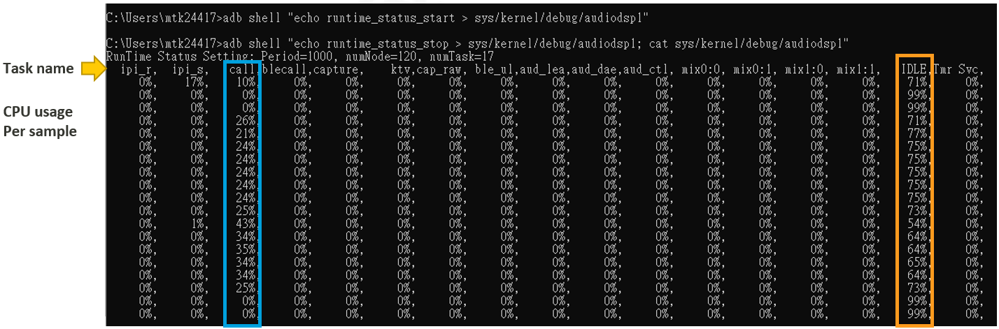 C:\Users\mtk24417>adb shell "echo runtime_status_start > sys/kernel/debug/audiodsp1"
C:\Users\mtk24417>adb shell "echo runtime_status_stop > sys/kernel/debug/audiodsp1; cat sys/kernel/debug/audiodsp1"
RunTime Status Setting: Period=1000, numNode=120, numTask=17
Task name
ipi_r, ipi_s, call, blecall, capture, ktv, cap_raw, ble_ul, aud_lea, aud_dae, aud_ctl, mix0:0, mix0:1, mix1:0, mix1:1, IDLE, Tmr Svc,
0%, 17%, 10%, 0%, 0%, 0%, 0%, 0%, 0%, 0%, 0%, 0%, 0%, 0%, 0%, 71%, 0%,
0%, 0%, 0%, 0%, 0%, 0%, 0%, 0%, 0%, 0%, 0%, 0%, 0%, 0%, 0%, 99%, 0%,
CPU usage
0%, 0%, 0%, 0%, 0%, 0%, 0%, 0%, 0%, 0%, 0%, 0%, 0%, 0%, 0%, 99%, 0%,
0%, 0%, 26%, 0%, 0%, 0%, 0%, 0%, 0%, 0%, 0%, 0%, 0%, 0%, 0%, 71%, 0%,
Per sample
0%, 0%, 21%, 0%, 0%, 0%, 0%, 0%, 0%, 0%, 0%, 0%, 0%, 0%, 0%, 77%, 0%,
0%, 0%, 24%, 0%, 0%, 0%, 0%, 0%, 0%, 0%, 0%, 0%, 0%, 0%, 0%, 75%, 0%,
0%, 0%, 24%, 0%, 0%, 0%, 0%, 0%, 0%, 0%, 0%, 0%, 0%, 0%, 0%, 75%, 0%,
0%, 0%, 24%, 0%, 0%, 0%, 0%, 0%, 0%, 0%, 0%, 0%, 0%, 0%, 0%, 75%, 0%,
0%, 0%, 24%, 0%, 0%, 0%, 0%, 0%, 0%, 0%, 0%, 0%, 0%, 0%, 0%, 75%, 0%,
0%, 0%, 24%, 0%, 0%, 0%, 0%, 0%, 0%, 0%, 0%, 0%, 0%, 0%, 0%, 75%, 0%,
0%, 0%, 25%, 0%, 0%, 0%, 0%, 0%, 0%, 0%, 0%, 0%, 0%, 0%, 0%, 73%, 0%,
0%, 1%, 43%, 0%, 0%, 0%, 0%, 0%, 0%, 0%, 0%, 0%, 0%, 0%, 0%, 54%, 0%,
0%, 0%, 34%, 0%, 0%, 0%, 0%, 0%, 0%, 0%, 0%, 0%, 0%, 0%, 0%, 64%, 0%,
0%, 0%, 35%, 0%, 0%, 0%, 0%, 0%, 0%, 0%, 0%, 0%, 0%, 0%, 0%, 64%, 0%,
0%, 0%, 34%, 0%, 0%, 0%, 0%, 0%, 0%, 0%, 0%, 0%, 0%, 0%, 0%, 65%, 0%,
0%, 0%, 34%, 0%, 0%, 0%, 0%, 0%, 0%, 0%, 0%, 0%, 0%, 0%, 0%, 64%, 0%,
0%, 0%, 25%, 0%, 0%, 0%, 0%, 0%, 0%, 0%, 0%, 0%, 0%, 0%, 0%, 73%, 0%,
0%, 0%, 0%, 0%, 0%, 0%, 0%, 0%, 0%, 0%, 0%, 0%, 0%, 0%, 0%, 99%, 0%,
0%, 0%, 0%, 0%, 0%, 0%, 0%, 0%, 0%, 0%, 0%, 0%, 0%, 0%, 0%, 99%, 0%,